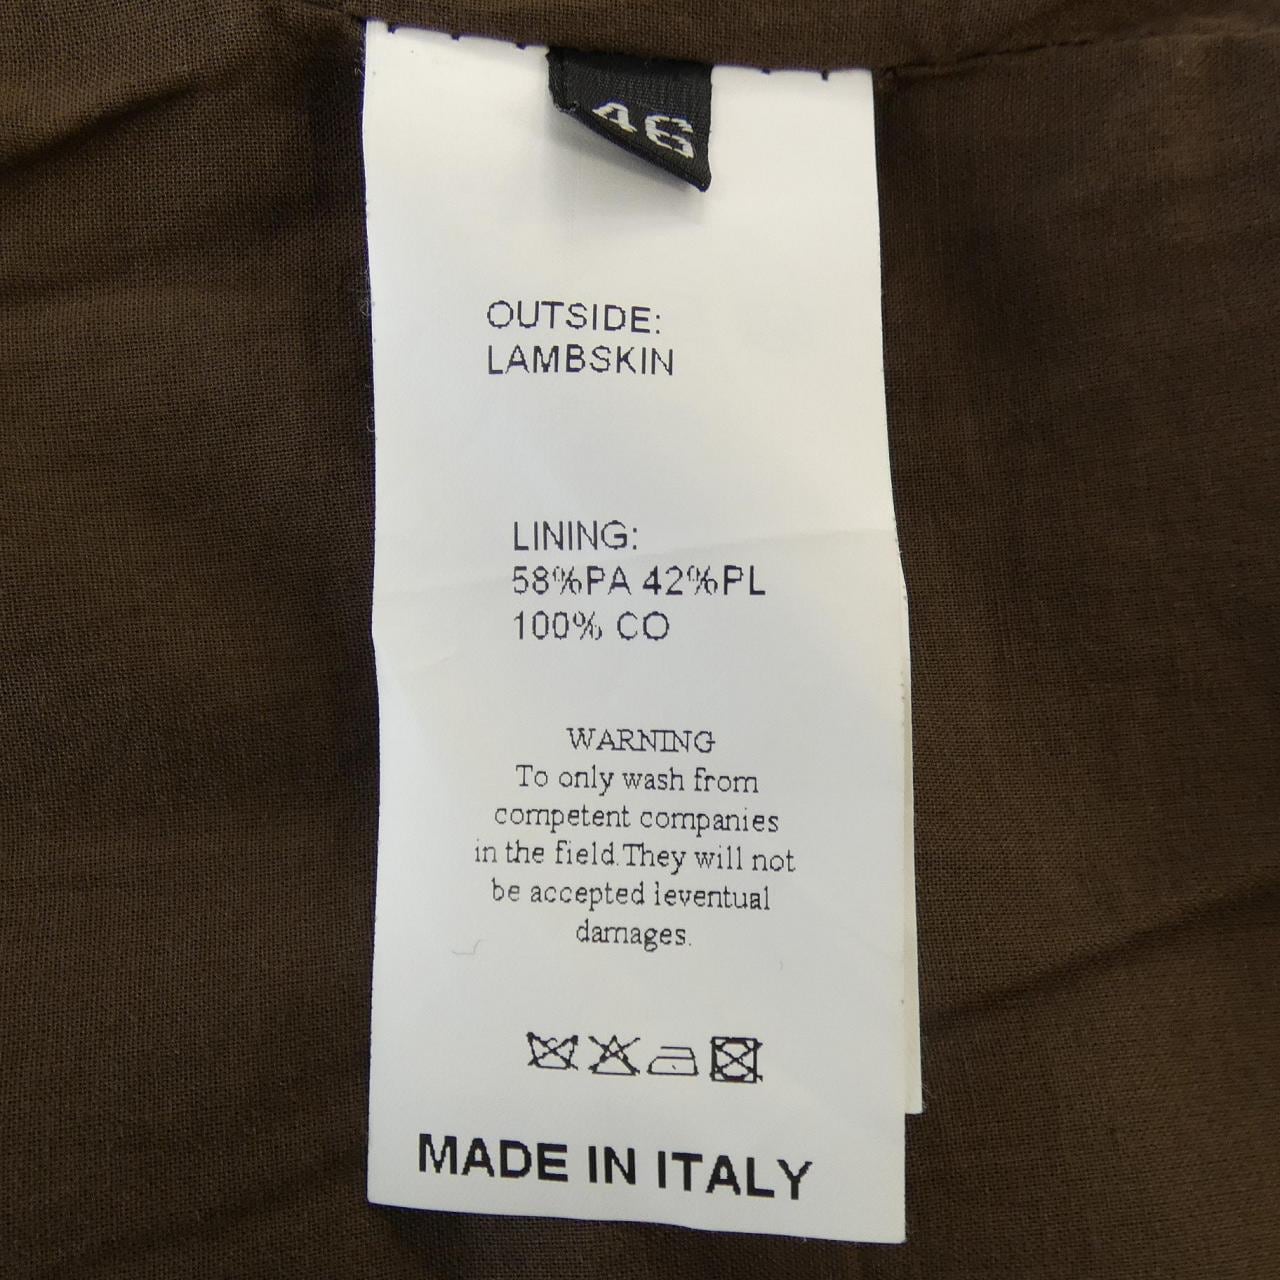 46
OUTSIDE:
LAMBSKIN
LINING:
58%PA 42%PL
100% CO
WARNING
To only wash from
competent companies
in the field.They will not
be accepted leventual
damages.
MADE IN ITALY